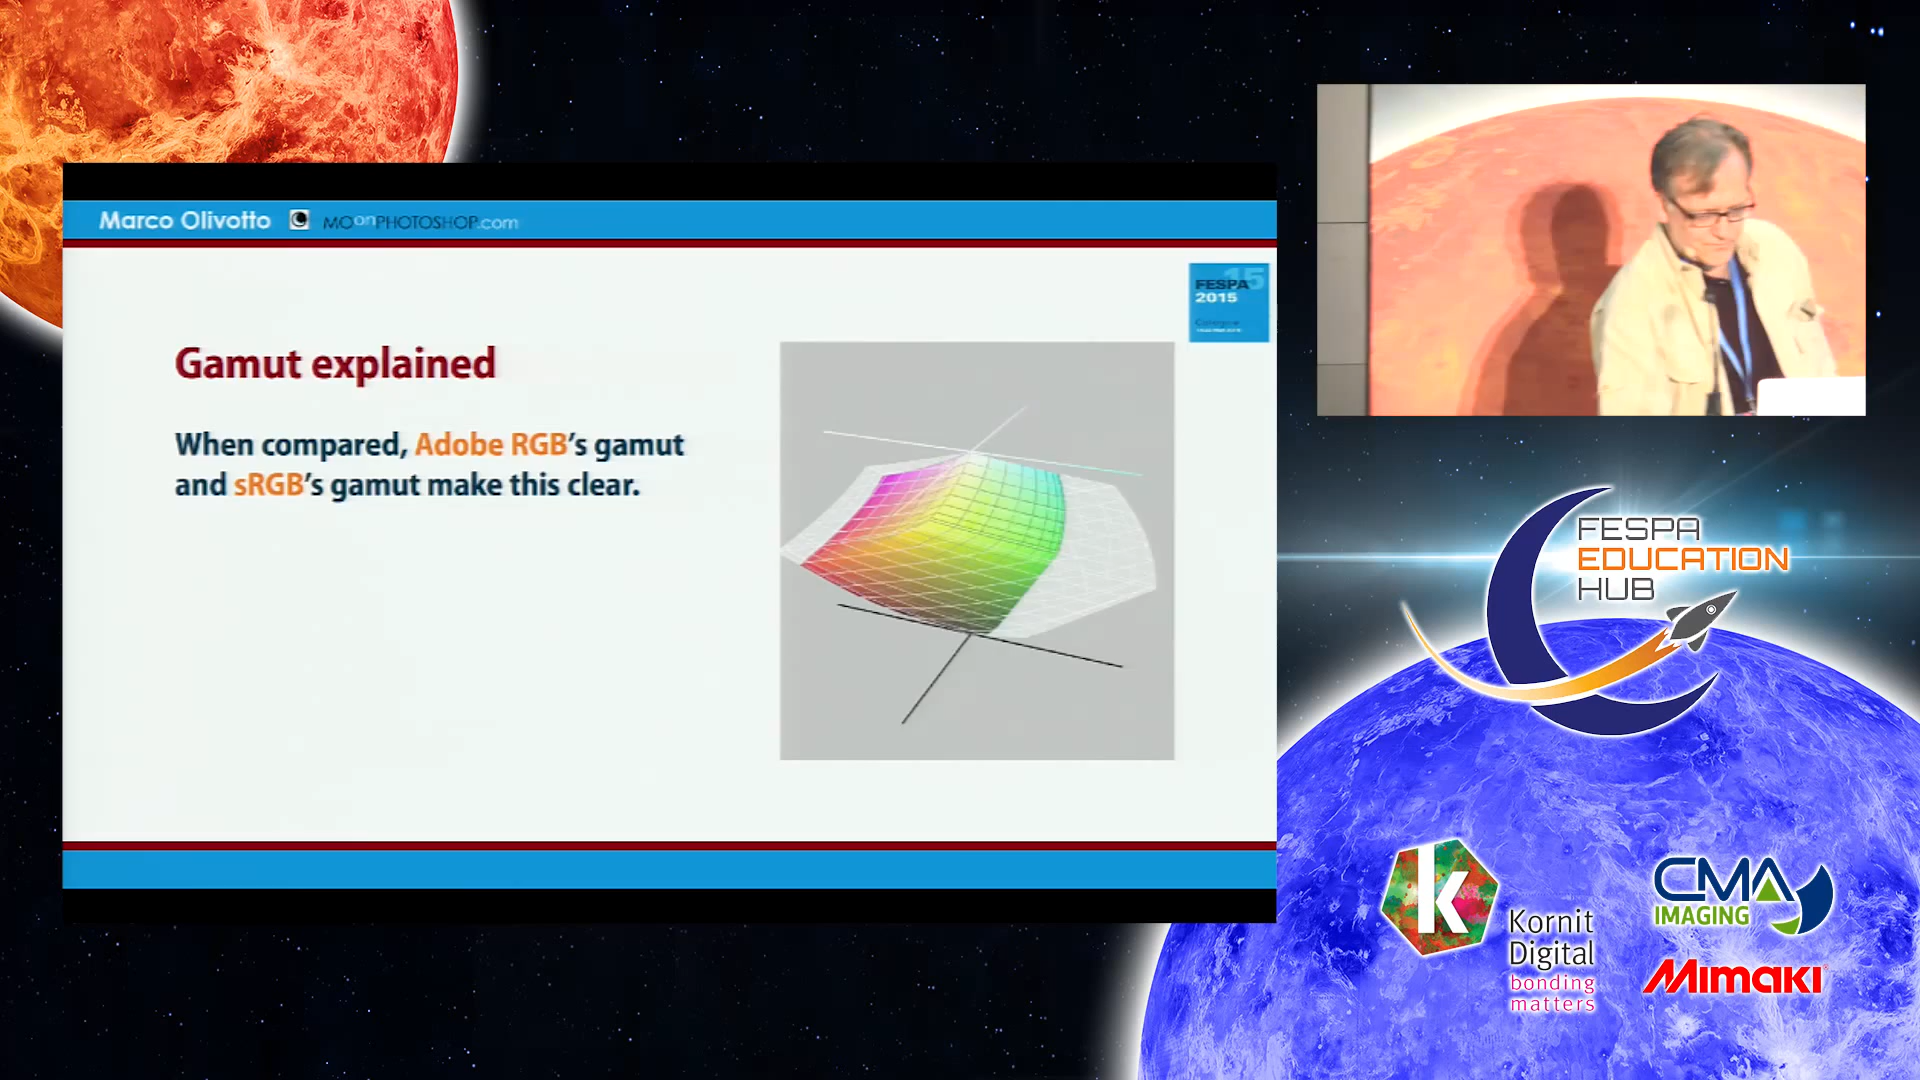 Marco Olivotto
MOonPHOTOSHOP.com
15
FESPA
2015
Gamut explained
When compared, Adobe RGB's gamut
and sRGB's gamut make this clear.
FESPA
EDUCATION
HUB
k
Kornit
Digital
bonding
matters
CMA
IMAGING
Mimaki